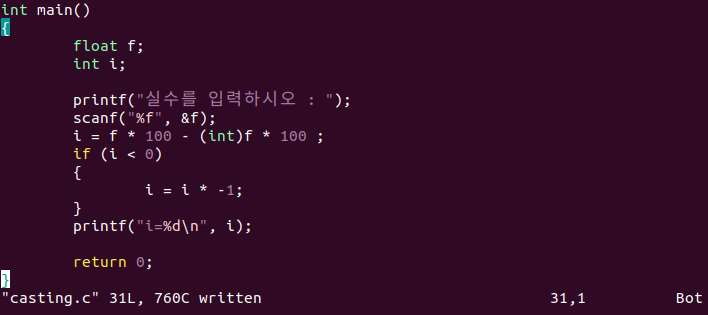 int main()
{
float f;
int i;
printf("실수를 입력하시오 : ");
scanf("%f", &f);
i = f * 100 - (int)f * 100 ;
if (i < 0)
{
i = i * -1;
}
printf("i=%d\n", i);
return 0;
}
"casting.c" 31L, 760C written 31,1 Bot